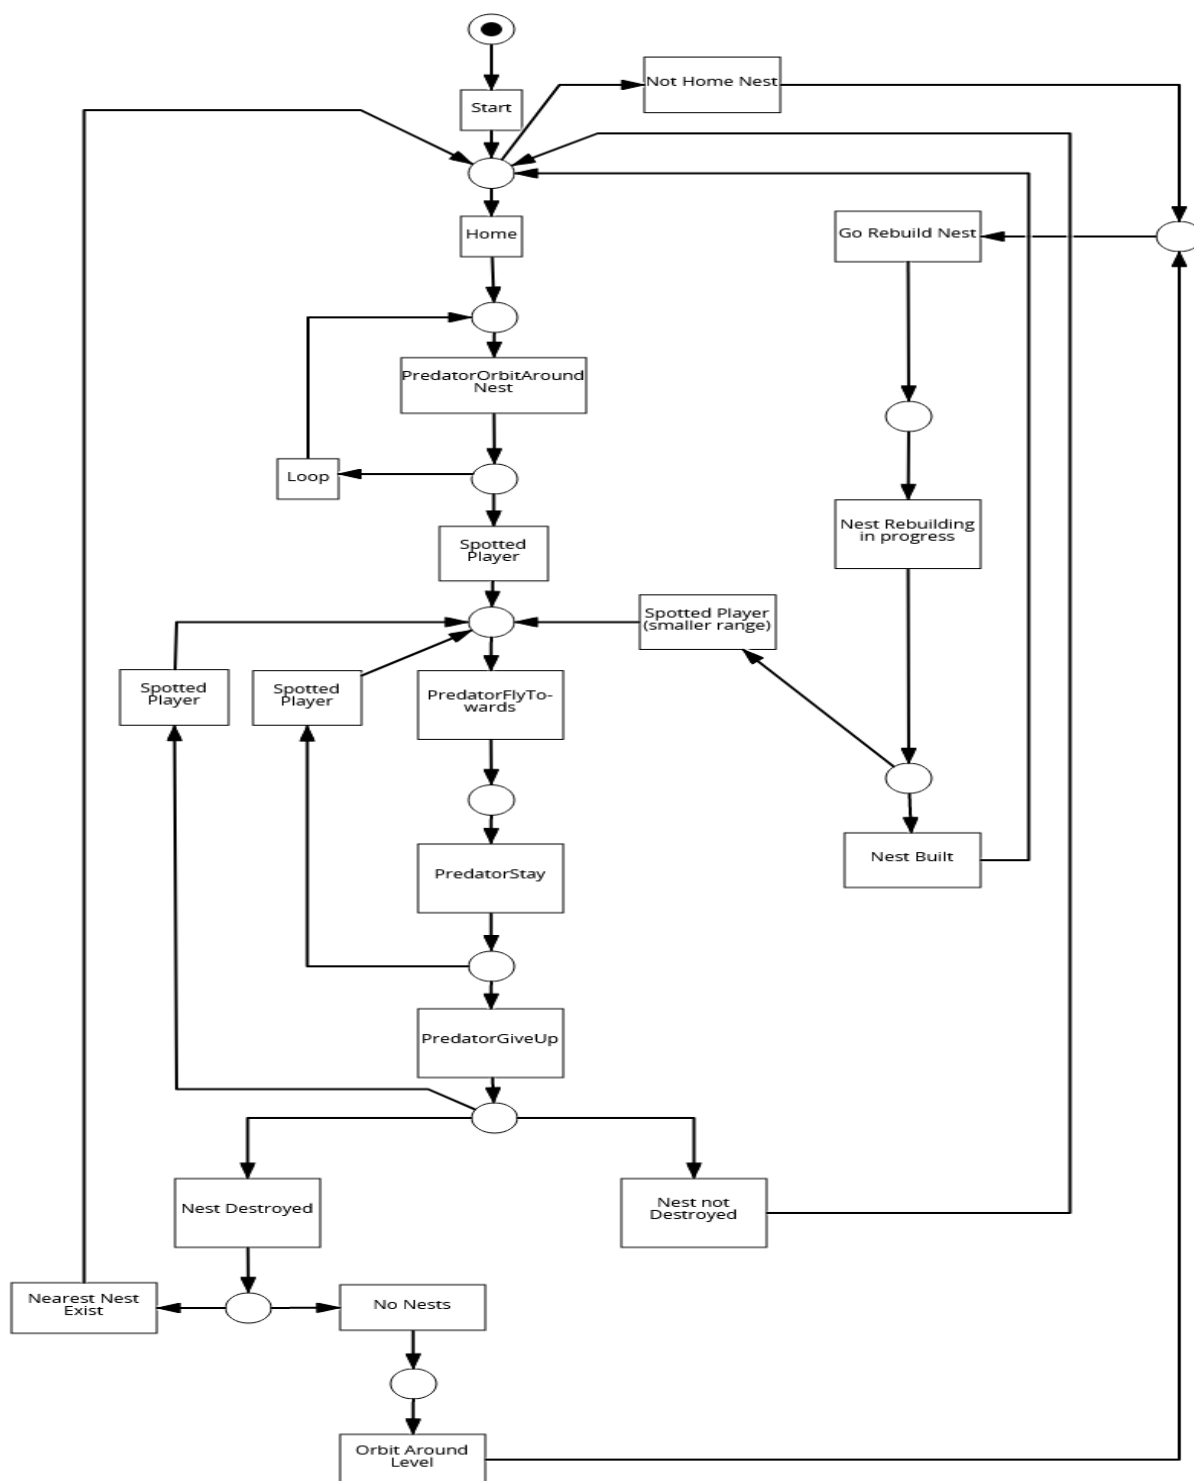 Not Home Nest
Start
Home
Go Rebuild Nest
PredatorOrbitAround
Nest
Loop
Nest Rebuilding
in progress
Spotted
Player
Spotted Player
(smaller range)
Spotted
Player
Spotted
Player
PredatorFlyTo-
wards
Nest Built
PredatorStay
PredatorGiveUp
Nest Destroyed
Nest not
Destroyed
Nearest Nest
Exist
No Nests
Orbit Around
Level